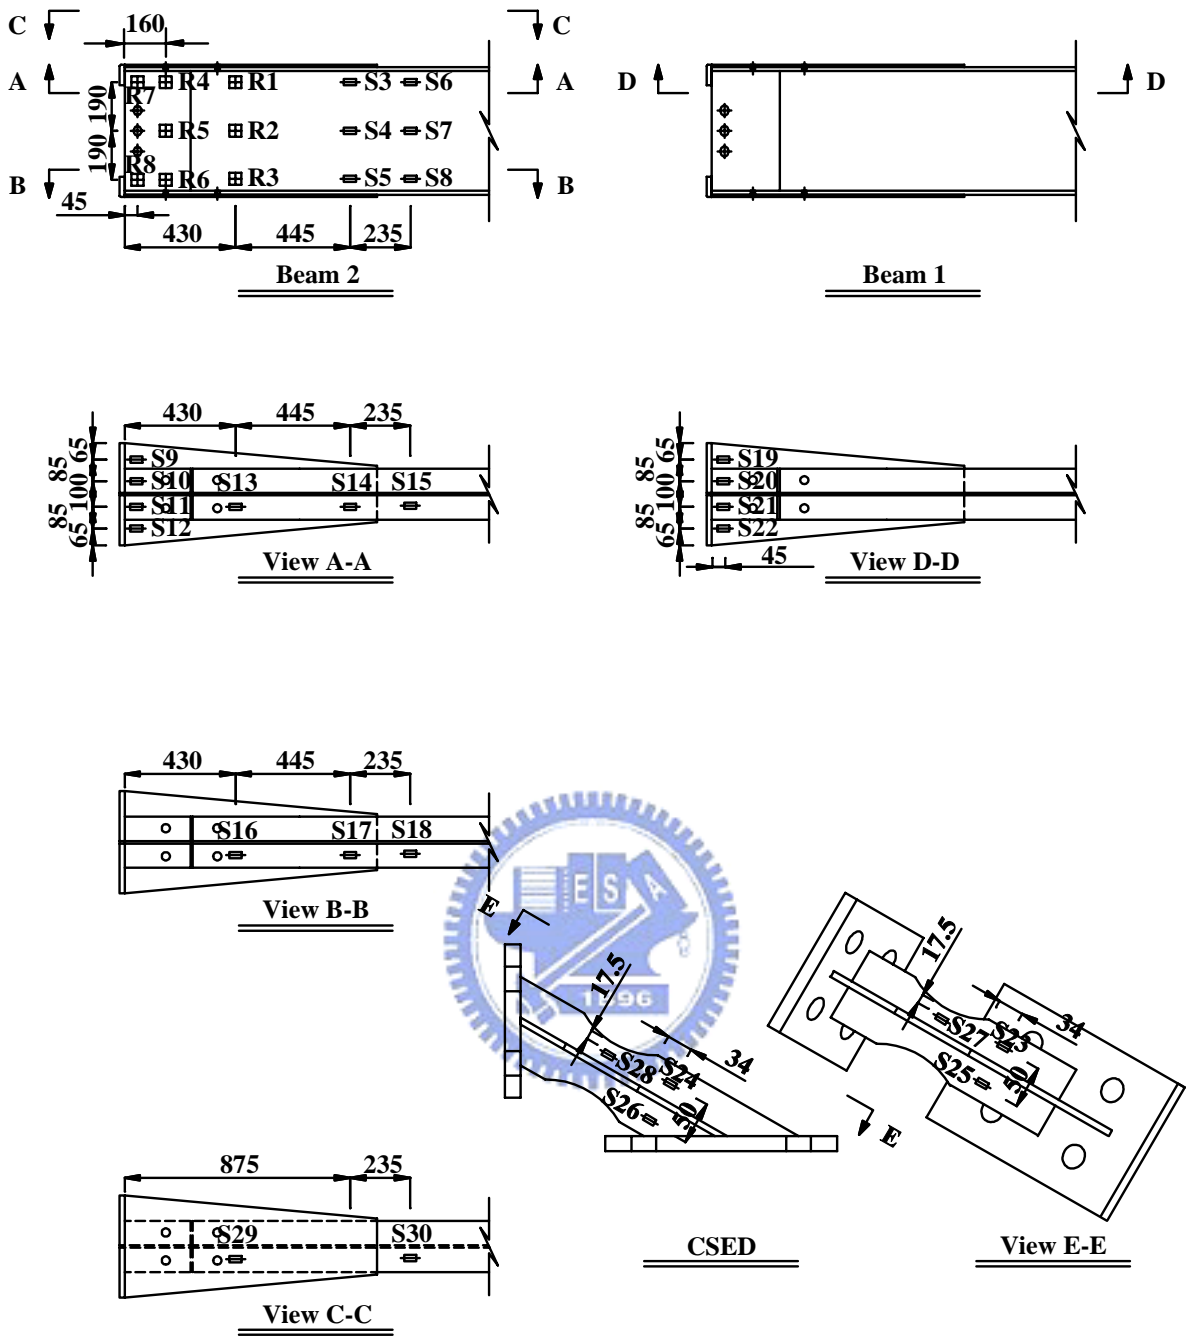 C C
160
A A D D
R4 R1 S3 S6
R7
190
R5 R2 S4 S7
190
R8
R6 R3 S5 S8
B B
45
430 445 235
Beam 2 Beam 1
430 445 235
65 85 100 85 65
S9
S10 S13 S14 S15
S11
S12
View A-A
65 85 100 85 65
S19
S20
S21
S22
45
View D-D
430 445 235
S16 S17 S18
View B-B
E S A
1896
E
17.5
34
S28 S24
S26
50
CSED
17.5
34
S27 S23
S25
50
E
View E-E
875 235
S29 S30
View C-C